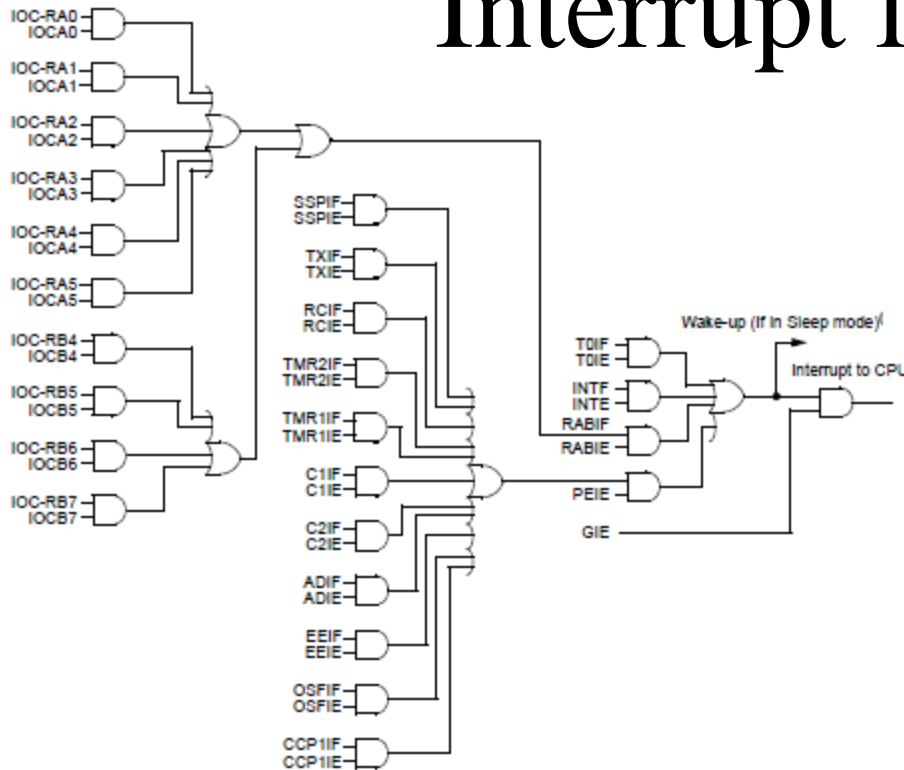 Interrupt
IOC-RA0
IOCA0
IOC-RA1
IOCA1
IOC-RA2
IOCA2
IOC-RA3
IOCA3
IOC-RA4
IOCA4
IOC-RA5
IOCA5
IOC-RB4
IOCB4
IOC-RB5
IOCB5
IOC-RB6
IOCB6
IOC-RB7
IOCB7
SSPIF
SSPIE
TXIF
TXIE
RCIF
RCIE
TMR2IF
TMR2IE
TMR1IF
TMR1IE
C1IF
C1IE
C2IF
C2IE
ADIF
ADIE
EEIF
EEIE
OSFIF
OSFIE
CCP1IF
CCP1IE
Wake-up (If in Sleep mode)
T0IF
T0IE
INTF
INTE
RABIF
RABIE
PEIE
GIE
Interrupt to CPU